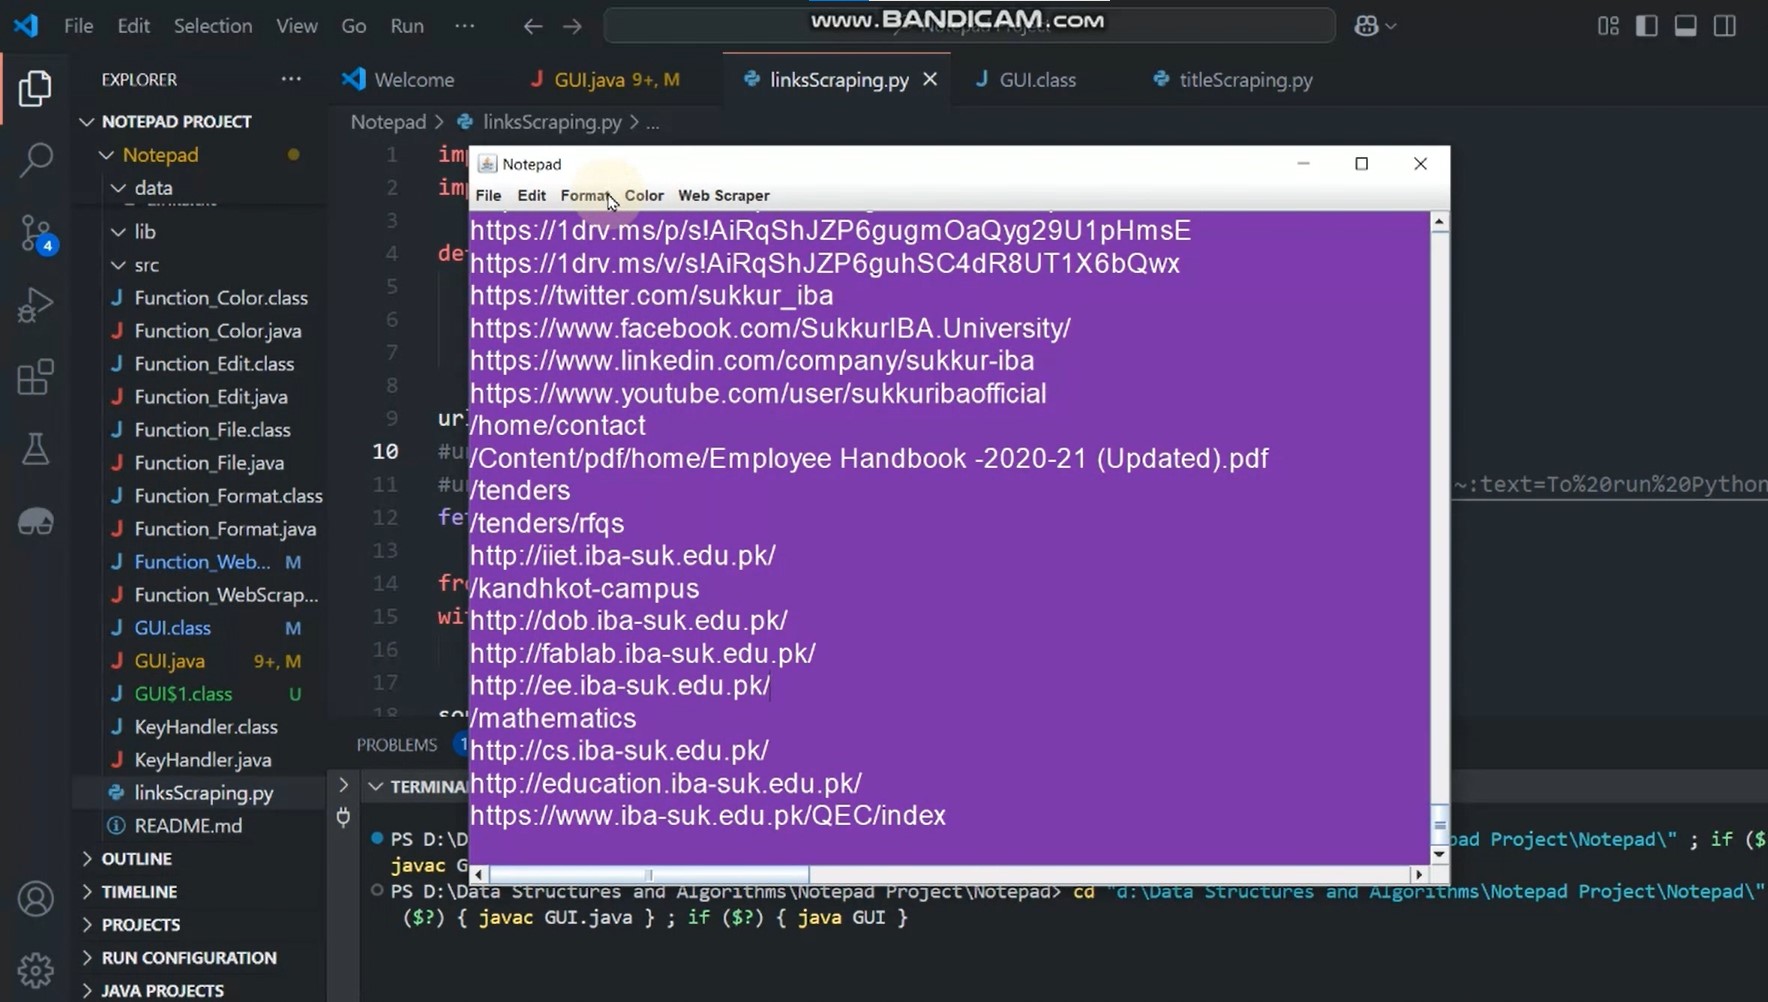 File Edit Selection View Go Run ···
www.BANDICAM.com
EXPLORER ···
Welcome
GUI.java 9+, M
linksScraping.py
GUI.class
titleScraping.py
NOTEPAD PROJECT
Notepad
data
lib
src
Function_Color.class
Function_Color.java
Function_Edit.class
Function_Edit.java
Function_File.class
Function_File.java
Function_Format.class
Function_Format.java
Function_Web... M
Function_WebScrap...
GUI.class M
GUI.java 9+, M
GUI$1.class U
KeyHandler.class
KeyHandler.java
linksScraping.py
README.md
OUTLINE
TIMELINE
PROJECTS
RUN CONFIGURATION
JAVA PROJECTS
4
Notepad > linksScraping.py > ...
1
2
3
4
5
6
7
8
9
10
11 ~:text=To%20run%20Python
12
13
14
15
16
17
18
Notepad
File Edit Format Color Web Scraper
https://1drv.ms/p/s!AiRqShJZP6gugmOaQyg29U1pHmsE
https://1drv.ms/v/s!AiRqShJZP6guhSC4dR8UT1X6bQwx
https://twitter.com/sukkur_iba
https://www.facebook.com/SukkurIBA.University/
https://www.linkedin.com/company/sukkur-iba
https://www.youtube.com/user/sukkuribaofficial
/home/contact
/Content/pdf/home/Employee Handbook -2020-21 (Updated).pdf
/tenders
/tenders/rfqs
http://iiet.iba-suk.edu.pk/
/kandhkot-campus
http://dob.iba-suk.edu.pk/
http://fablab.iba-suk.edu.pk/
http://ee.iba-suk.edu.pk/
/mathematics
http://cs.iba-suk.edu.pk/
http://education.iba-suk.edu.pk/
https://www.iba-suk.edu.pk/QEC/index
PROBLEMS
PS D:\D
Project\Notepad\" ; if ($
javac G
PS D:\Data Structures and Algorithms\Notepad Project\Notepad> cd "d:\Data Structures and Algorithms\Notepad Project\Notepad\"
($?) { javac GUI.java } ; if ($?) { java GUI }